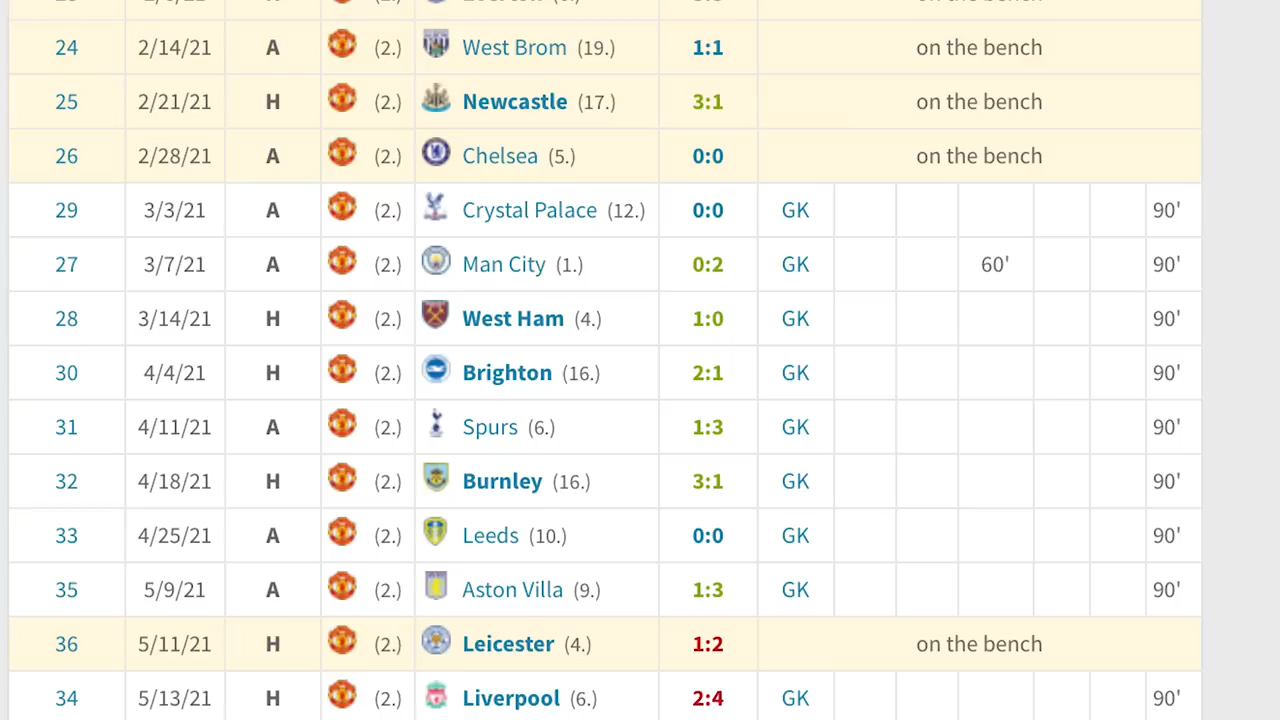 24 2/14/21 A (2.) West Brom (19.) 1:1 on the bench
25 2/21/21 H (2.) Newcastle (17.) 3:1 on the bench
26 2/28/21 A (2.) Chelsea (5.) 0:0 on the bench
29 3/3/21 A (2.) Crystal Palace (12.) 0:0 GK 90'
27 3/7/21 A (2.) Man City (1.) 0:2 GK 60' 90'
28 3/14/21 H (2.) West Ham (4.) 1:0 GK 90'
30 4/4/21 H (2.) Brighton (16.) 2:1 GK 90'
31 4/11/21 A (2.) Spurs (6.) 1:3 GK 90'
32 4/18/21 H (2.) Burnley (16.) 3:1 GK 90'
33 4/25/21 A (2.) Leeds (10.) 0:0 GK 90'
35 5/9/21 A (2.) Aston Villa (9.) 1:3 GK 90'
36 5/11/21 H (2.) Leicester (4.) 1:2 on the bench
34 5/13/21 H (2.) Liverpool (6.) 2:4 GK 90'